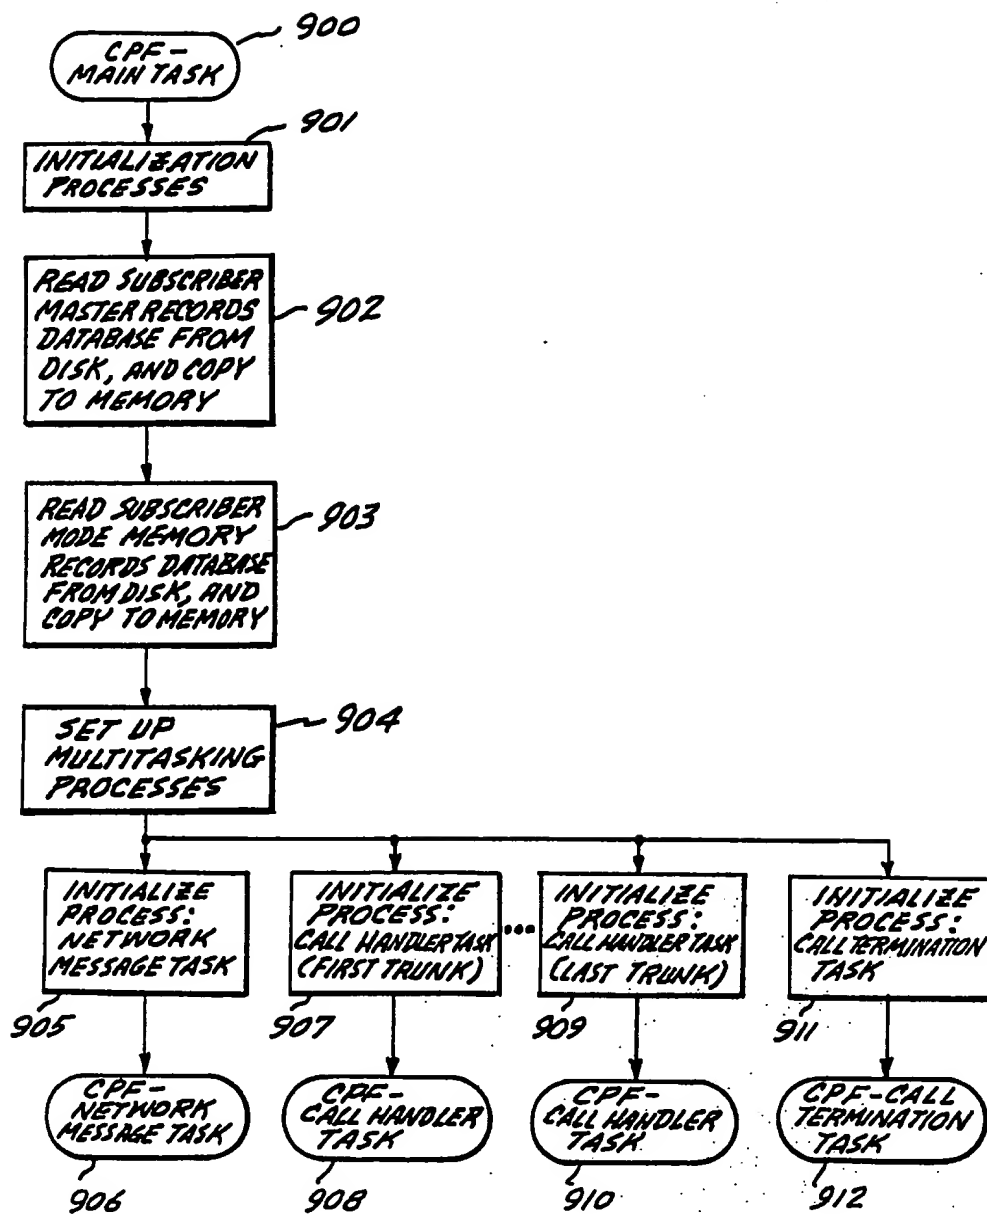 900
CPF-
MAIN TASK
901
INITIALIZATION
PROCESSES
READ SUBSCRIBER
MASTER RECORDS
DATABASE FROM
DISK, AND COPY
TO MEMORY
902
READ SUBSCRIBER
MODE MEMORY
RECORDS DATABASE
FROM DISK, AND
COPY TO MEMORY
903
SET UP
MULTITASKING
PROCESSES
904
INITIALIZE
PROCESS:
NETWORK
MESSAGE TASK
905
INITIALIZE
PROCESS:
CALL HANDLER TASK
(FIRST TRUNK)
907
••••
INITIALIZE
PROCESS:
CALL HANDLER TASK
(LAST TRUNK)
909
INITIALIZE
PROCESS:
CALL TERMINATION
TASK
911
CPF-
NETWORK
MESSAGE TASK
906
CPF-
CALL HANDLER
TASK
908
CPF-
CALL HANDLER
TASK
910
CPF-CALL
TERMINATION
TASK
912